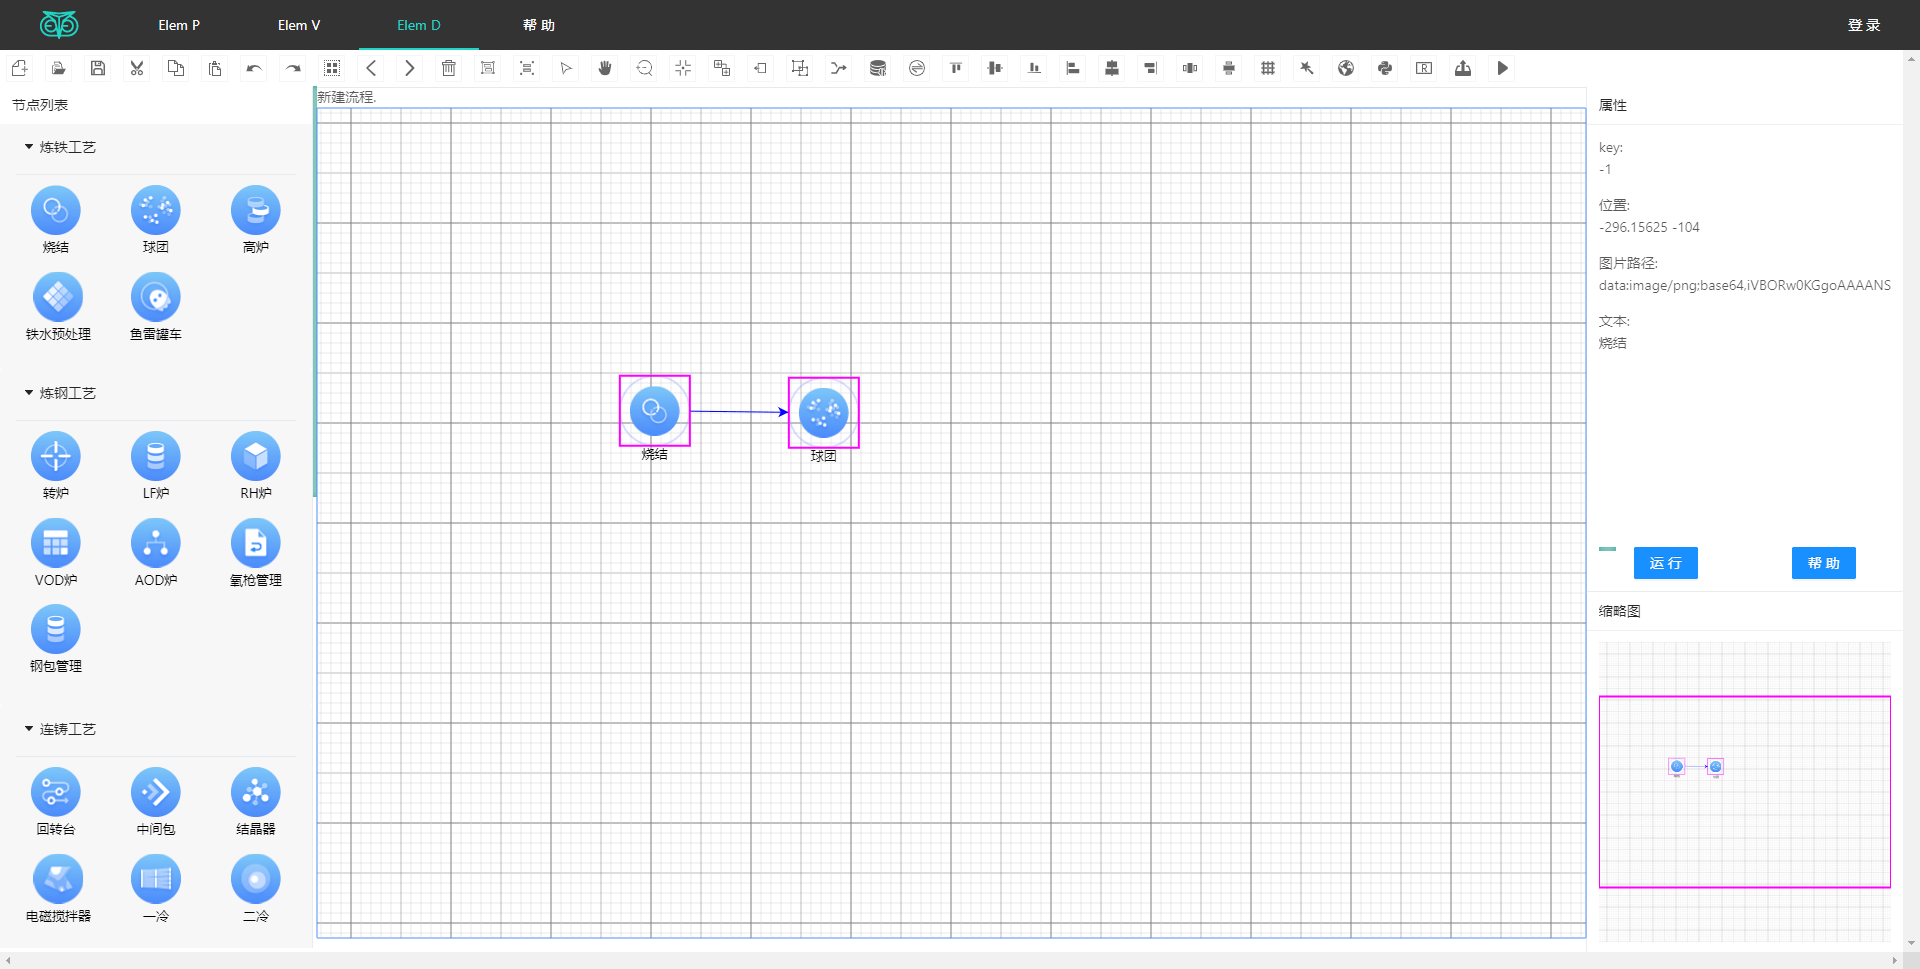 Elem P
Elem V
Elem D
帮 助
登 录
节点列表
新建流程.
属性
炼铁工艺
烧结
球团
高炉
铁水预处理
鱼雷罐车
炼钢工艺
转炉
LF炉
RH炉
VOD炉
AOD炉
氧枪管理
钢包管理
连铸工艺
回转台
中间包
结晶器
电磁搅拌器
一冷
二冷
烧结
球团
key:
-1
位置:
-296.15625 -104
图片路径:
data:image/png;base64,iVBORw0KGgoAAAANS
文本:
烧结
运 行
帮 助
缩略图